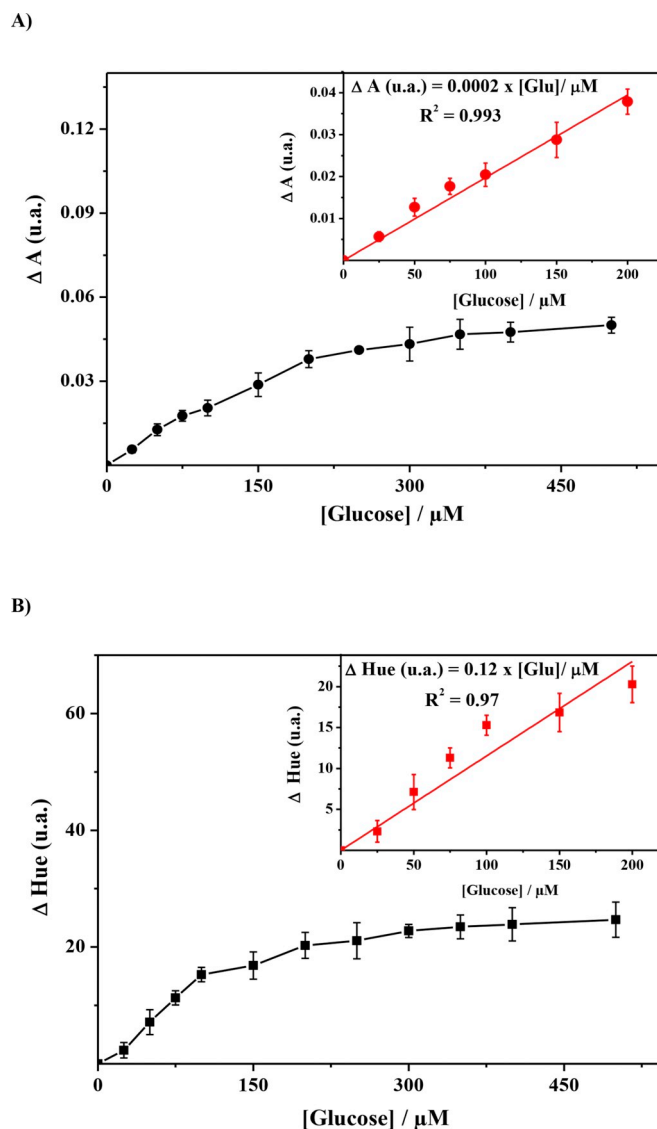 A)
Δ A (u.a.) = 0.0002 x [Glu]/ μM
R² = 0.993
Δ A (u.a.)
0.04
0.03
0.02
0.01
0
50
100
150
200
[Glucose] / μM
Δ A (u.a.)
0.12
0.09
0.06
0.03
0
150
300
450
[Glucose] / μM
B)
Δ Hue (u.a.) = 0.12 x [Glu]/ μM
R² = 0.97
Δ Hue (u.a.)
20
15
10
5
0
50
100
150
200
[Glucose] / μM
Δ Hue (u.a.)
60
40
20
0
0
150
300
450
[Glucose] / μM